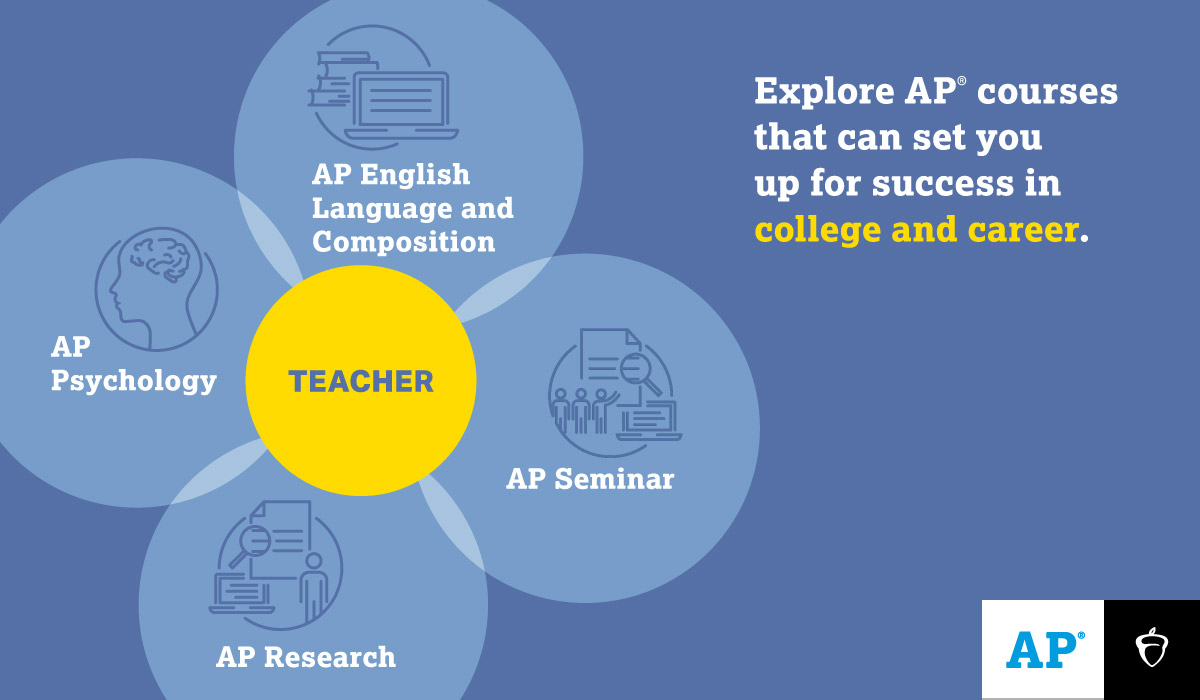 Explore AP® courses
that can set you
up for success in
college and career.
AP English
Language and
Composition
AP
Psychology
TEACHER
AP Seminar
AP Research
AP®